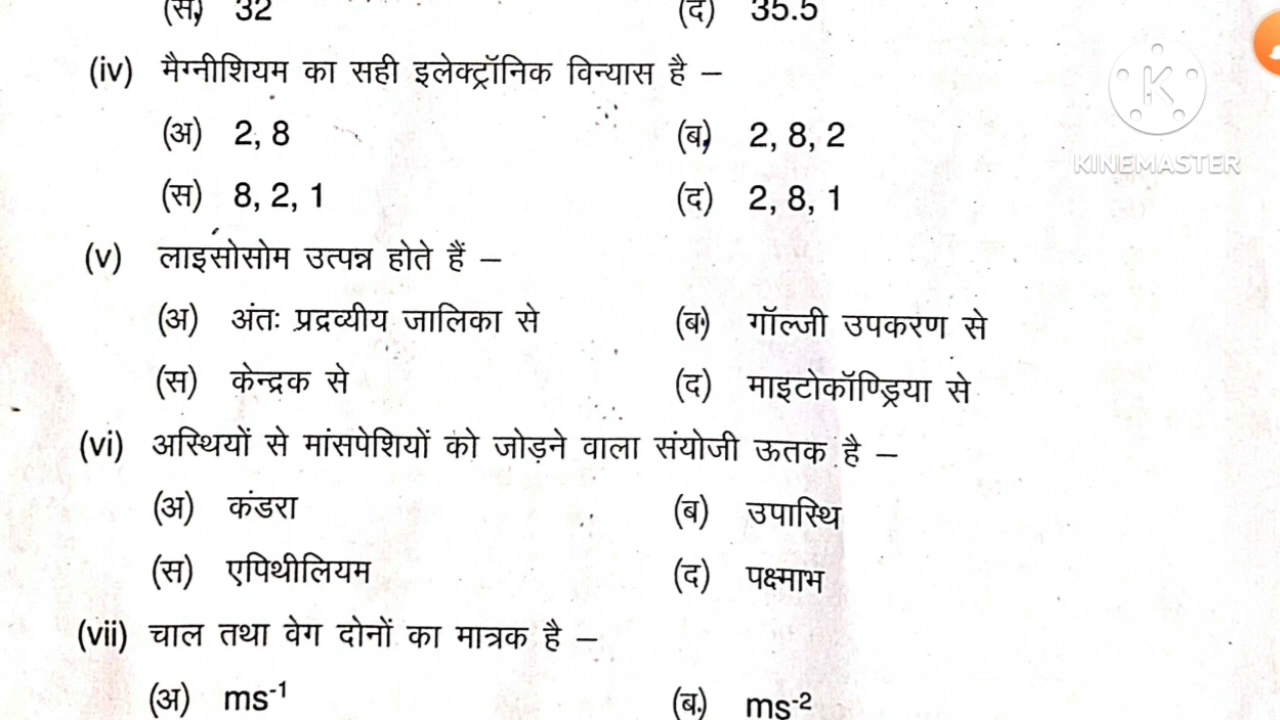 (स) 32 (द) 35.5
(iv) मैग्नीशियम का सही इलेक्ट्रॉनिक विन्यास है –
(अ) 2, 8 (ब) 2, 8, 2
(स) 8, 2, 1 (द) 2, 8, 1
(v) लाइसोसोम उत्पन्न होते हैं –
(अ) अंतः प्रद्रव्यीय जालिका से (ब) गॉल्जी उपकरण से
(स) केन्द्रक से (द) माइटोकॉण्ड्रिया से
(vi) अस्थियों से मांसपेशियों को जोड़ने वाला संयोजी ऊतक है –
(अ) कंडरा (ब) उपास्थि
(स) एपिथीलियम (द) पक्ष्माभ
(vii) चाल तथा वेग दोनों का मात्रक है –
(अ) ms⁻¹ (ब) ms⁻²
K
KINEMASTER